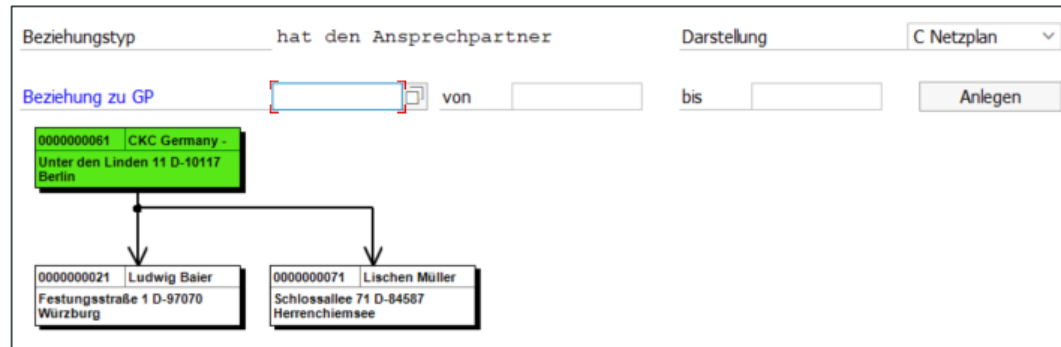 Beziehungstyp hat den Ansprechpartner Darstellung C Netzplan
Beziehung zu GP von bis Anlegen
0000000061 CKC Germany -
Unter den Linden 11 D-10117
Berlin
0000000021 Ludwig Baier
Festungsstraße 1 D-97070
Würzburg
0000000071 Lischen Müller
Schlossallee 71 D-84587
Herrenchiemsee